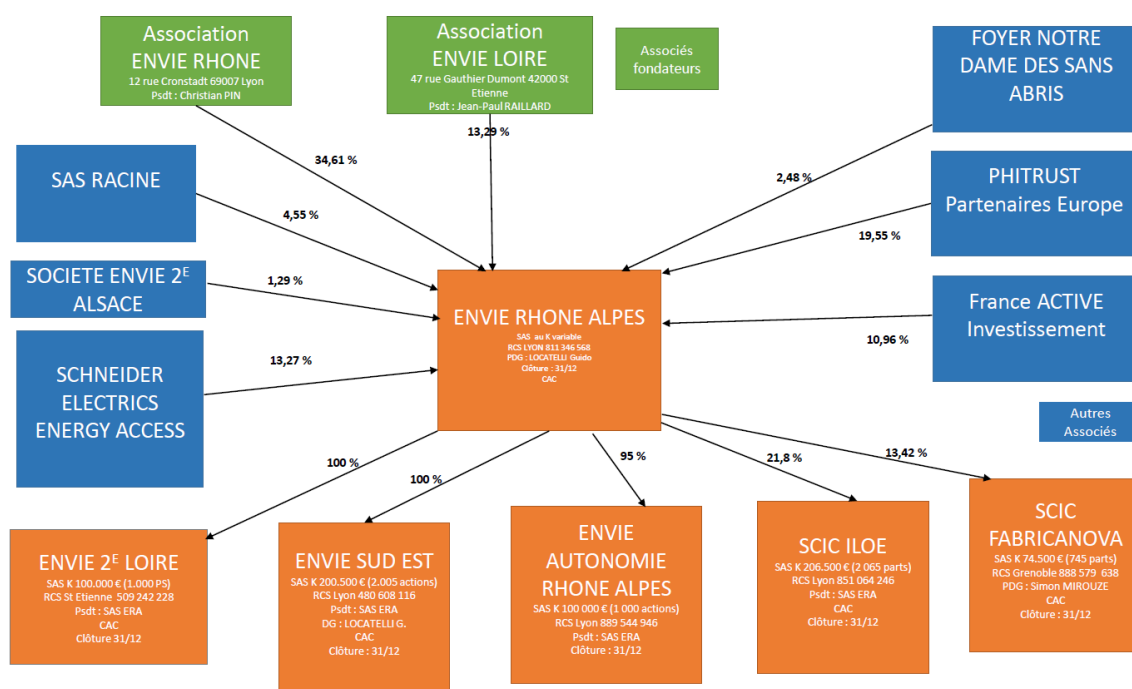 Association
ENVIE RHONE
12 rue Cronstadt 69007 Lyon
Psdt : Christian PIN
Association
ENVIE LOIRE
47 rue Gauthier Dumont 42000 St
Etienne
Psdt : Jean-Paul RAILLARD
Associés
fondateurs
FOYER NOTRE
DAME DES SANS
ABRIS
13,29 %
34,61 %
2,48 %
SAS RACINE
4,55 %
PHITRUST
Partenaires Europe
19,55 %
SOCIETE ENVIE 2ᴱ
ALSACE
1,29 %
ENVIE RHONE ALPES
SAS au K variable
RCS LYON 811 346 568
PDG : LOCATELLI Guido
Clôture : 31/12
CAC
France ACTIVE
Investissement
10,96 %
SCHNEIDER
ELECTRICS
ENERGY ACCESS
13,27 %
Autres
Associés
100 %
100 %
95 %
21,8 %
13,42 %
ENVIE 2ᴱ LOIRE
SAS K 100.000 € (1.000 PS)
RCS St Etienne 509 242 228
Psdt : SAS ERA
CAC
Clôture 31/12
ENVIE SUD EST
SAS K 200.500 € (2.005 actions)
RCS Lyon 480 608 116
Psdt : SAS ERA
DG : LOCATELLI G.
CAC
Clôture : 31/12
ENVIE
AUTONOMIE
RHONE ALPES
SAS K 100 000 € (1 000 actions)
RCS Lyon 889 544 946
Psdt : SAS ERA
Clôture : 31/12
SCIC ILOE
SAS K 206.500 € (2 065 parts)
RCS Lyon 851 064 246
Psdt : SAS ERA
CAC
Clôture : 31/12
SCIC
FABRICANOVA
SAS K 74.500 € (745 parts)
RCS Grenoble 888 579 638
PDG : Simon MIROUZE
CAC
Clôture : 31/12